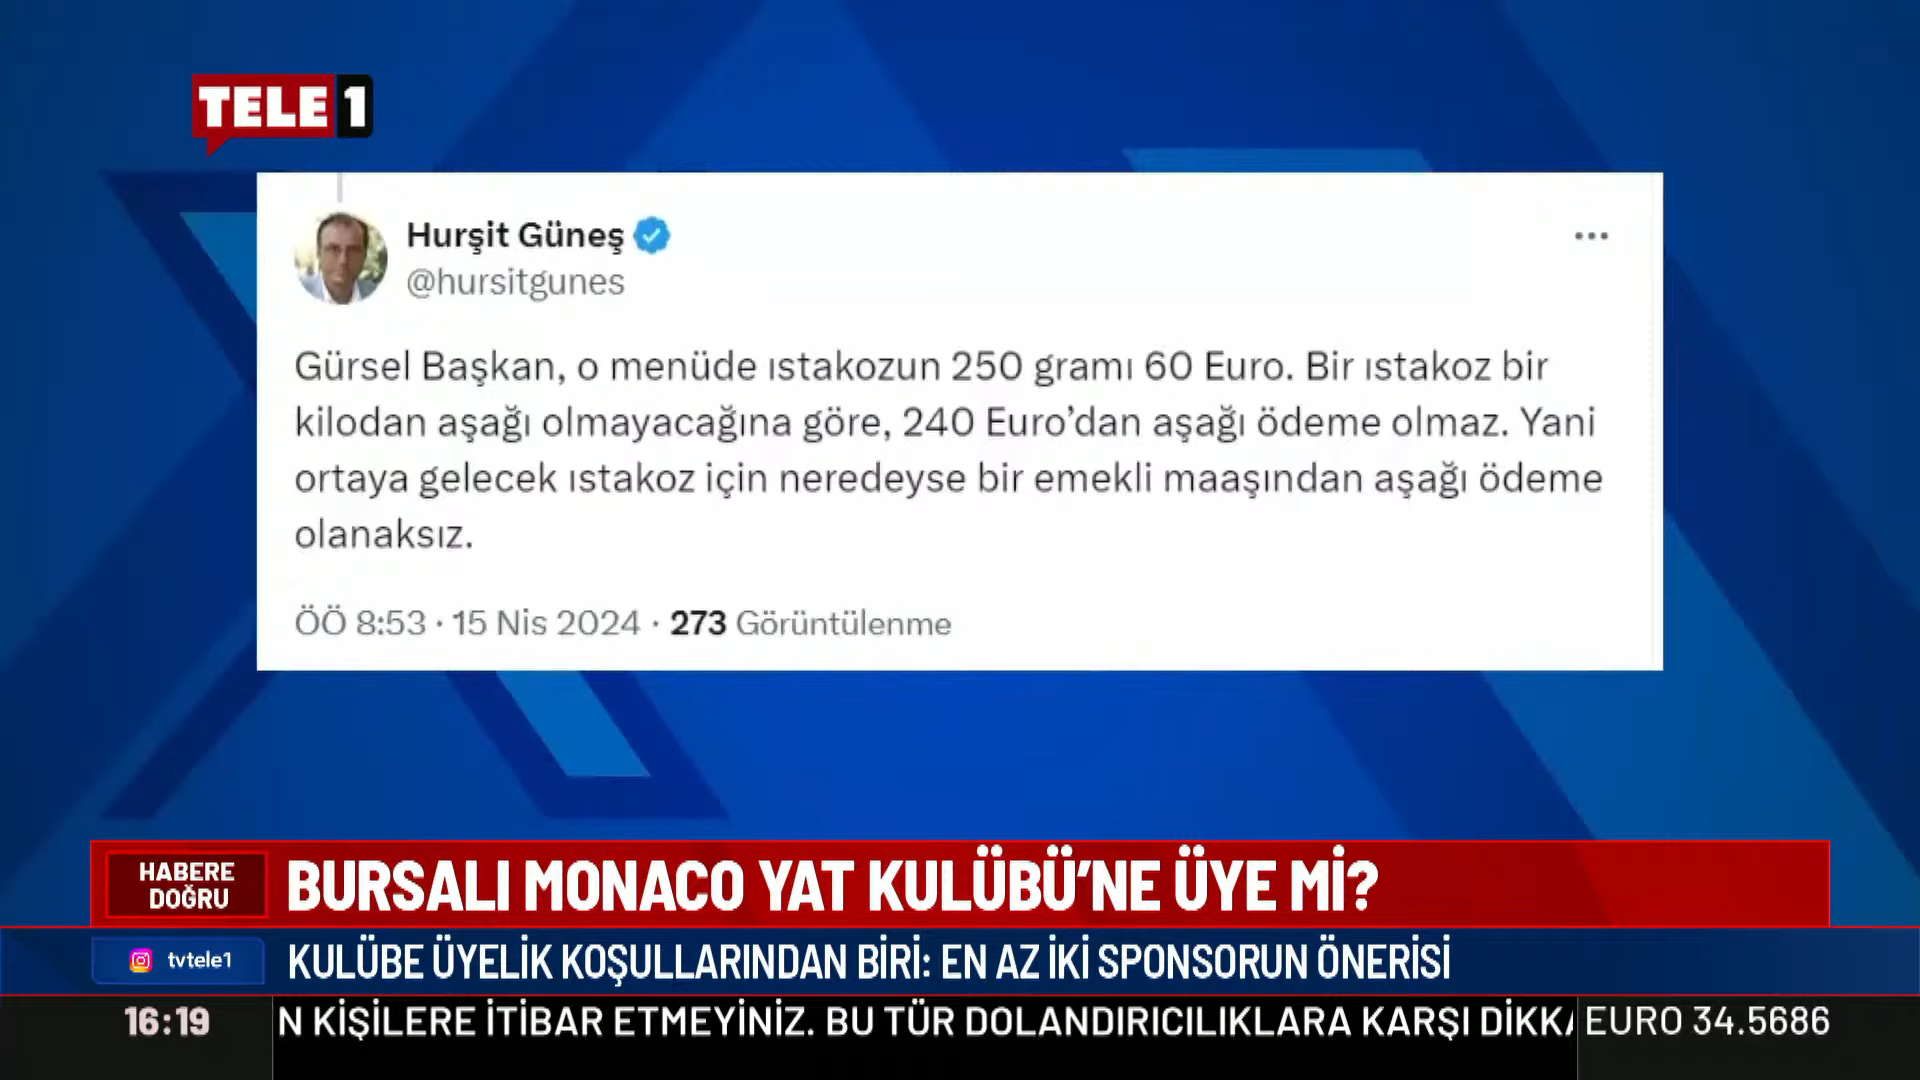 TELE1
Hurşit Güneş
@hursitgunes
Gürsel Başkan, o menüde ıstakozun 250 gramı 60 Euro. Bir ıstakoz bir
kilodan aşağı olmayacağına göre, 240 Euro’dan aşağı ödeme olmaz. Yani
ortaya gelecek ıstakoz için neredeyse bir emekli maaşından aşağı ödeme
olanaksız.
ÖÖ 8:53 · 15 Nis 2024 · 273 Görüntülenme
HABERE
DOĞRU
BURSALI MONACO YAT KULÜBÜ’NE ÜYE Mİ?
tvtele1
KULÜBE ÜYELİK KOŞULLARINDAN BİRİ: EN AZ İKİ SPONSORUN ÖNERİSİ
16:19
N KİŞİLERE İTİBAR ETMEYİNİZ. BU TÜR DOLANDIRICILIKLARA KARŞI DİKKA
EURO 34.5686